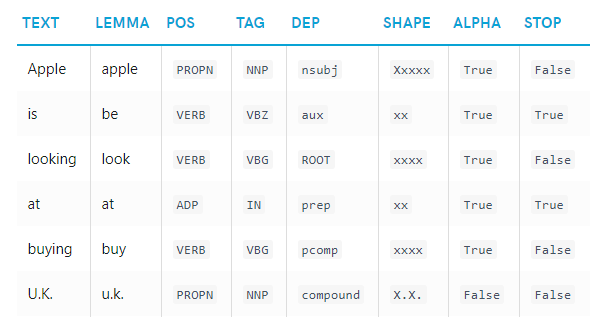 TEXT LEMMA POS TAG DEP SHAPE ALPHA STOP
Apple apple PROPN NNP nsubj Xxxxx True False
is be VERB VBZ aux xx True True
looking look VERB VBG ROOT xxxx True False
at at ADP IN prep xx True True
buying buy VERB VBG pcomp xxxx True False
U.K. u.k. PROPN NNP compound X.X. False False